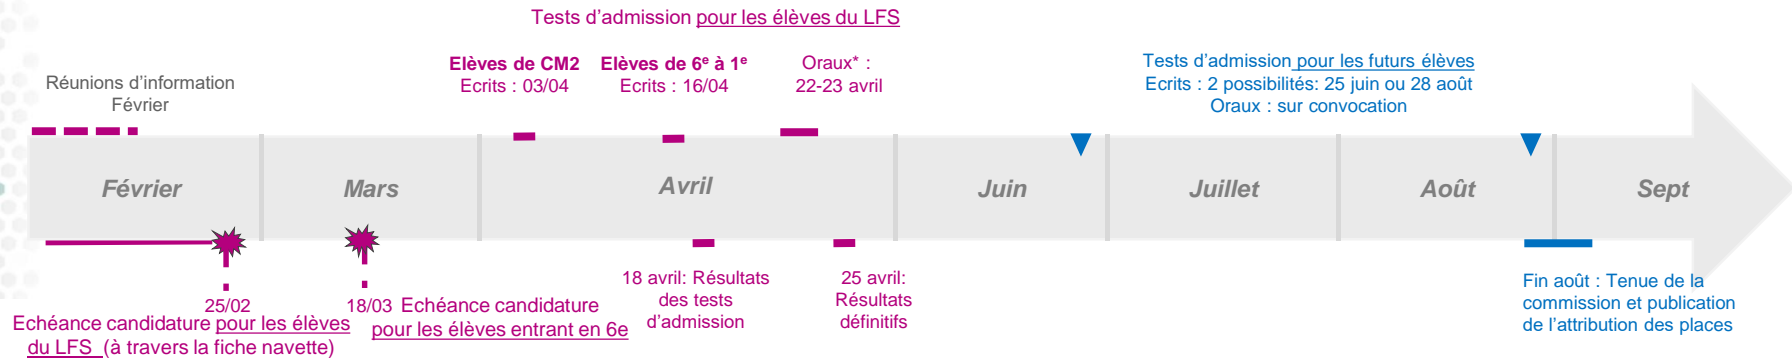 Tests d’admission pour les élèves du LFS
Réunions d’information
Février
Elèves de CM2
Ecrits : 03/04
Elèves de 6e à 1e
Ecrits : 16/04
Oraux* :
22-23 avril
Tests d’admission pour les futurs élèves
Ecrits : 2 possibilités: 25 juin ou 28 août
Oraux : sur convocation
Février
Mars
Avril
Juin
Juillet
Août
Sept
25/02
Echéance candidature pour les élèves
du LFS (à travers la fiche navette)
18/03 Echéance candidature
pour les élèves entrant en 6e
18 avril: Résultats
des tests
d’admission
25 avril:
Résultats
définitifs
Fin août : Tenue de la
commission et publication
de l’attribution des places